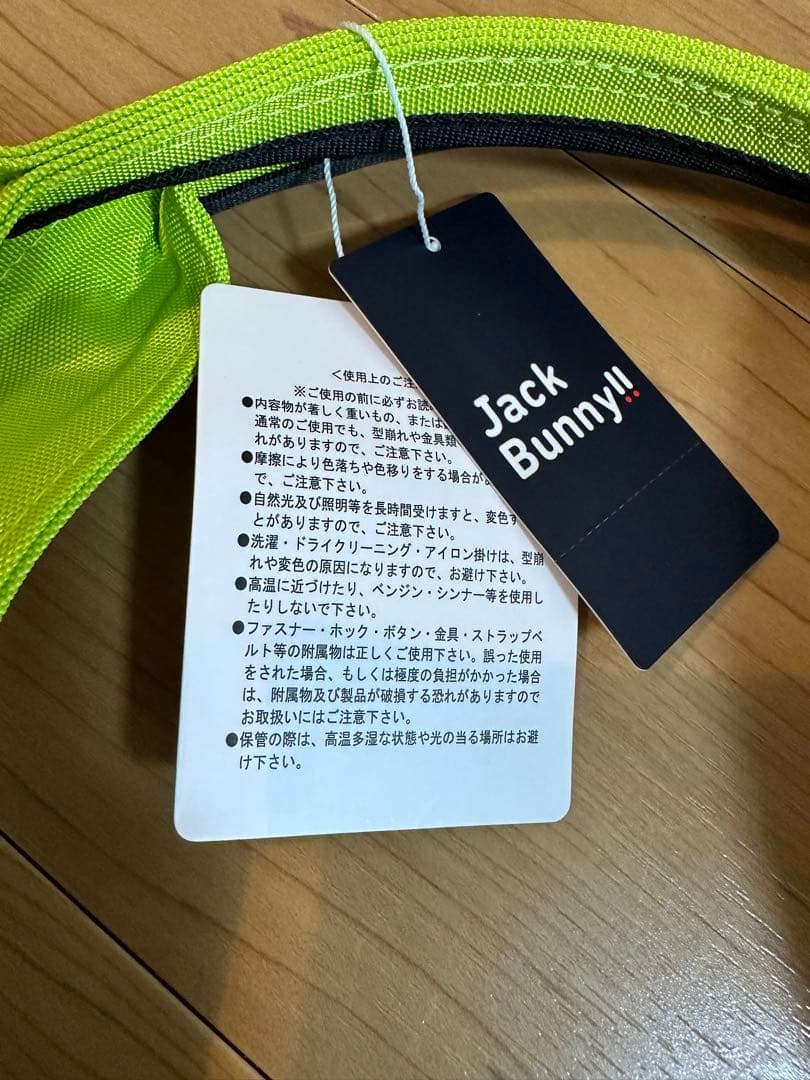 ＜使用上のご注
※ご使用の前に必ずお読
●内容物が著しく重いもの、または
通常のご使用でも、型崩れや金具類
れがありますので、ご注意下さい。
●摩擦により色落ちや色移りをする場合が
で、ご注意下さい。
●自然光及び照明等を長時間受けますと、変色す
とがありますので、ご注意下さい。
●洗濯・ドライクリーニング・アイロン掛けは、型崩
れや変色の原因になりますので、お避け下さい。
●高温に近づけたり、ベンジン・シンナー等を使用し
たりしないで下さい。
●ファスナー・ホック・ボタン・金具・ストラップベ
ルト等の附属物は正しくご使用下さい。誤った使用
をされた場合、もしくは極度の負担がかかった場合
は、附属物及び製品が破損する恐れがありますので
お取扱いにはご注意下さい。
●保管の際は、高温多湿な状態や光の当る場所はお避
け下さい。
Jack
Bunny!!